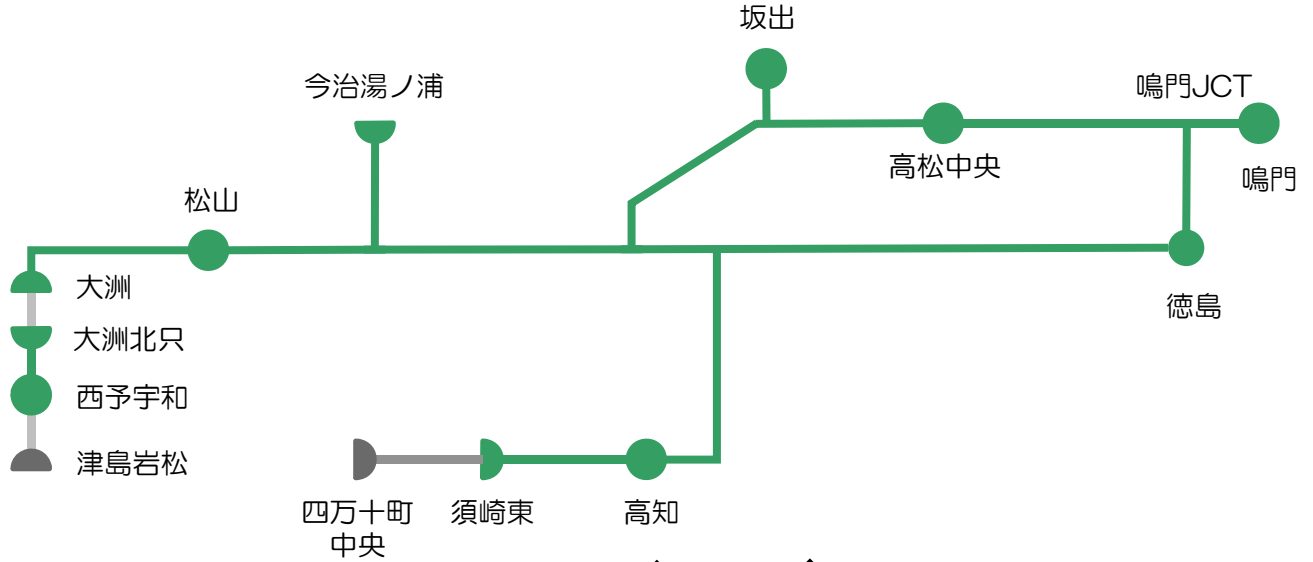 坂出
今治湯ノ浦
鳴門JCT
高松中央
鳴門
松山
大洲
徳島
大洲北只
西予宇和
津島岩松
四万十町
中央
須崎東
高知